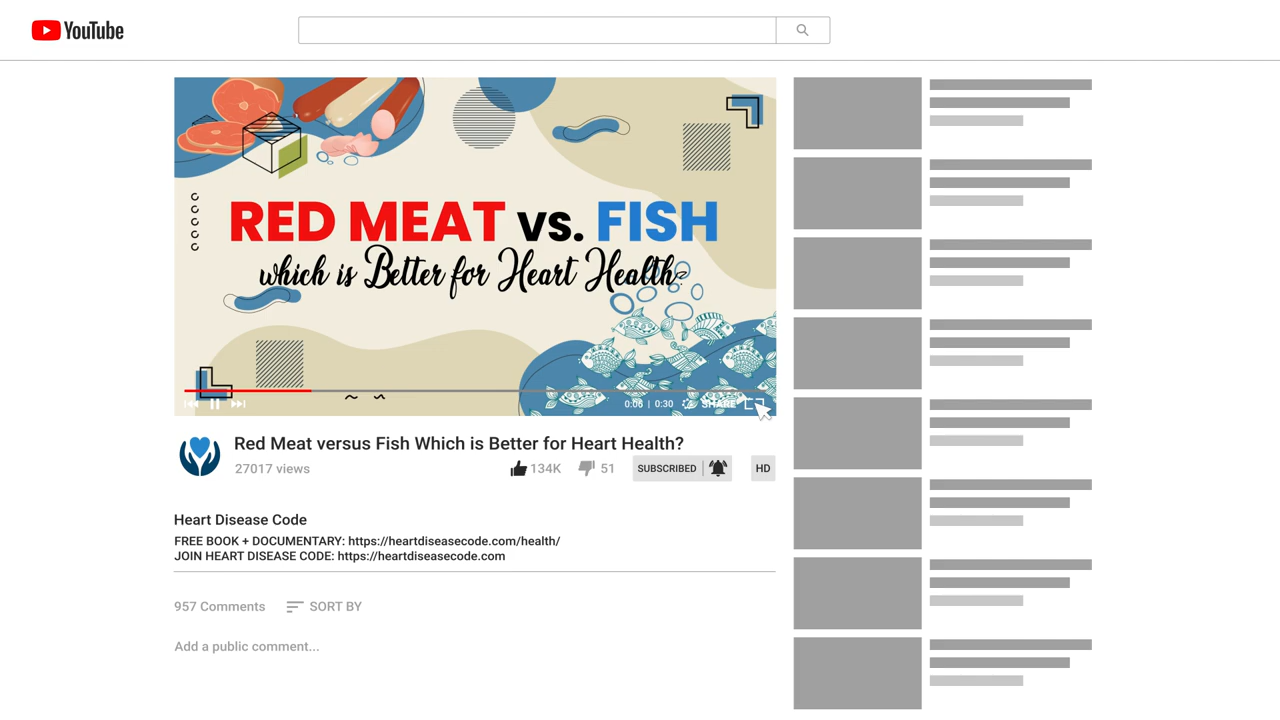 YouTube
RED MEAT vs. FISH
which is Better for Heart Health?
0:06 | 0:30 SHARE
Red Meat versus Fish Which is Better for Heart Health?
27017 views
134K 51 SUBSCRIBED HD
Heart Disease Code
FREE BOOK + DOCUMENTARY: https://heartdiseasecode.com/health/
JOIN HEART DISEASE CODE: https://heartdiseasecode.com
957 Comments SORT BY
Add a public comment...